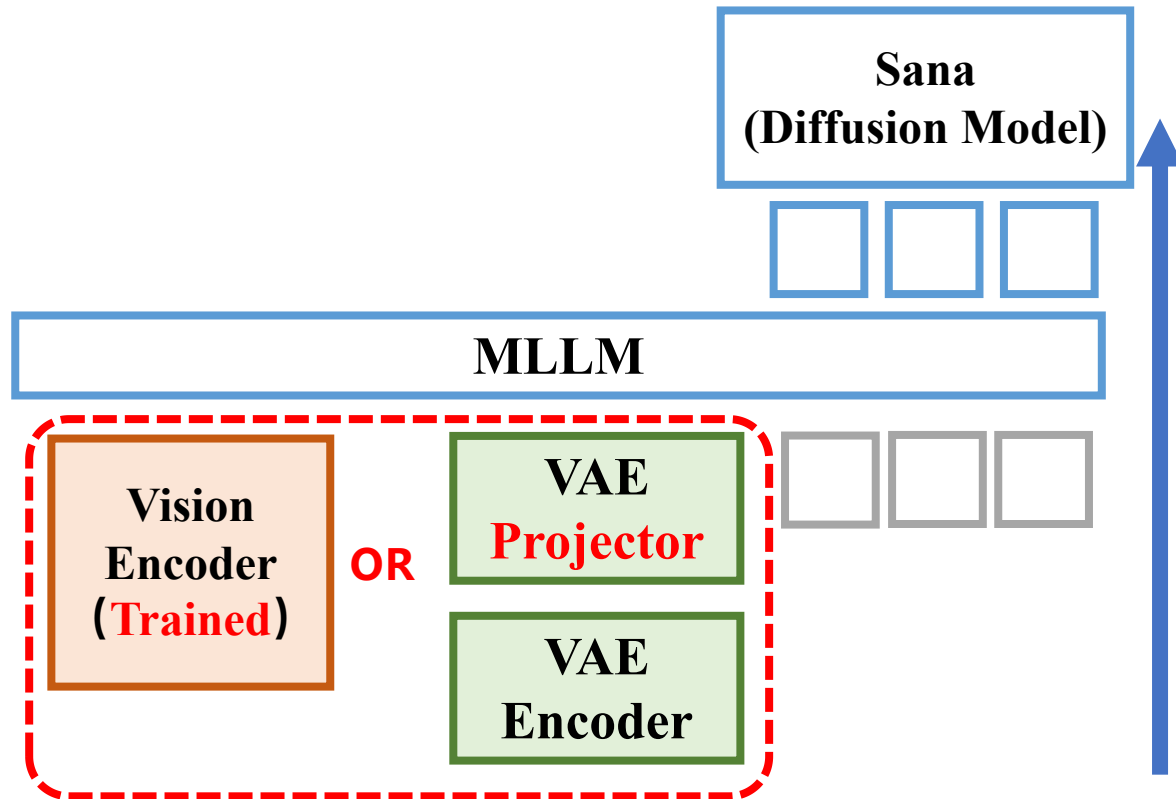 Sana
(Diffusion Model)
MLLM
Vision
Encoder
(Trained)
OR
VAE
Projector
VAE
Encoder